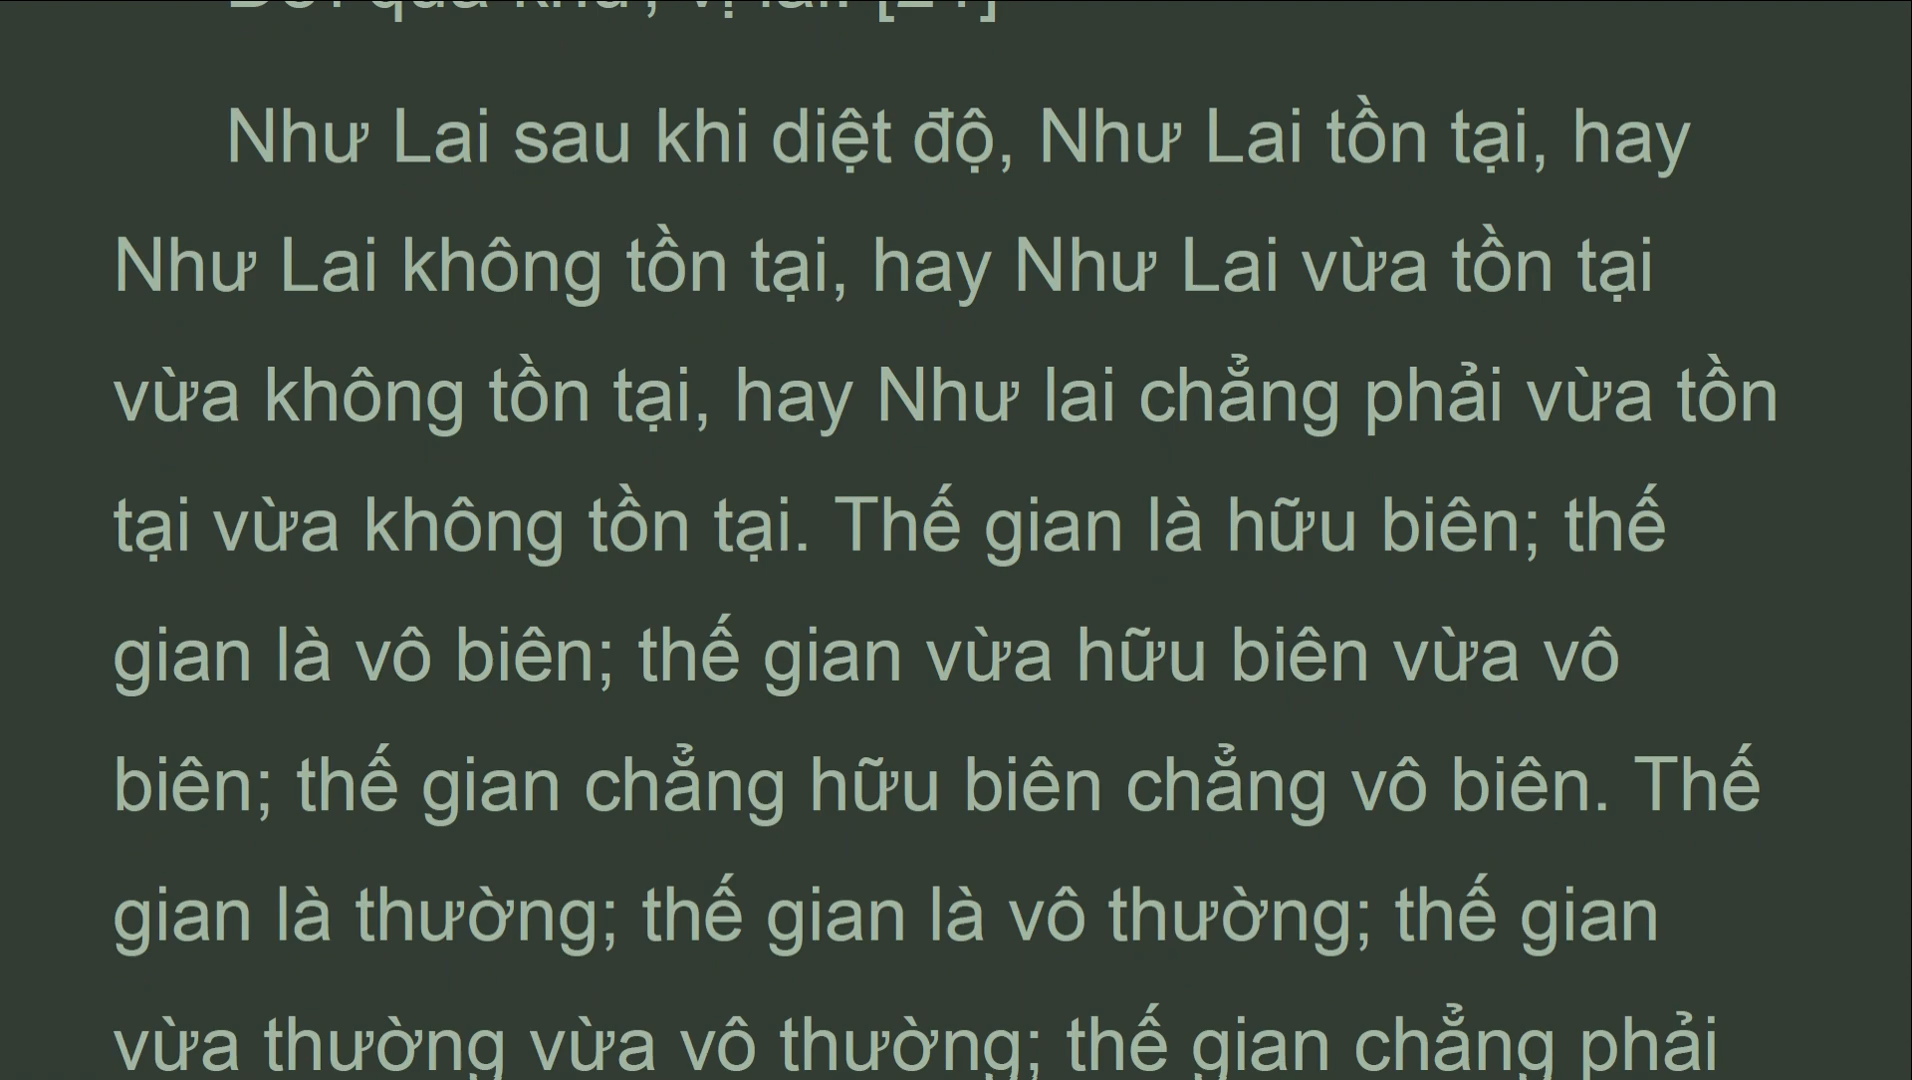 Như Lai sau khi diệt độ, Như Lai tồn tại, hay
Như Lai không tồn tại, hay Như Lai vừa tồn tại
vừa không tồn tại, hay Như lai chẳng phải vừa tồn
tại vừa không tồn tại. Thế gian là hữu biên; thế
gian là vô biên; thế gian vừa hữu biên vừa vô
biên; thế gian chẳng hữu biên chẳng vô biên. Thế
gian là thường; thế gian là vô thường; thế gian
vừa thường vừa vô thường; thế gian chẳng phải